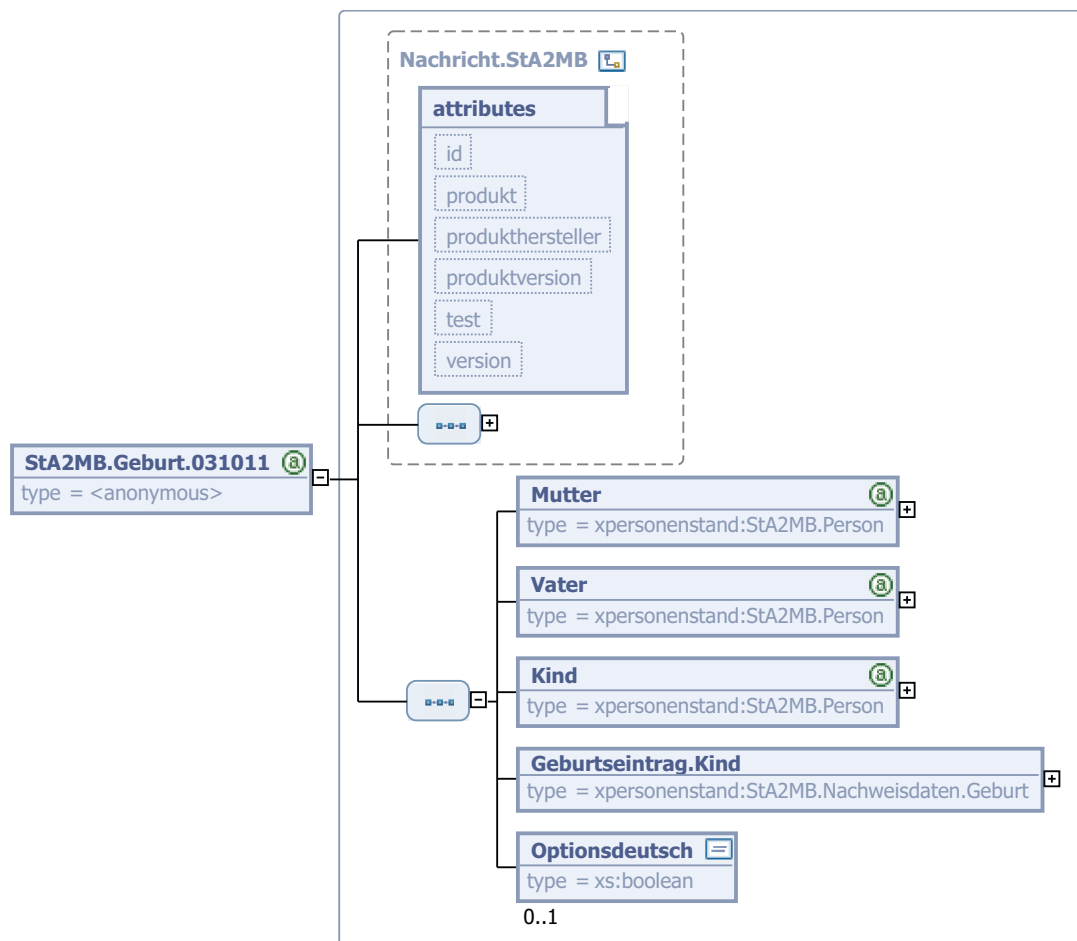 Nachricht.StA2MB
attributes
id
produkt
produkthersteller
produktversion
test
version
StA2MB.Geburt.031011
type = <anonymous>
Mutter
type = xpersonenstand:StA2MB.Person
Vater
type = xpersonenstand:StA2MB.Person
Kind
type = xpersonenstand:StA2MB.Person
Geburtseintrag.Kind
type = xpersonenstand:StA2MB.Nachweisdaten.Geburt
Optionsdeutsch
type = xs:boolean
0..1